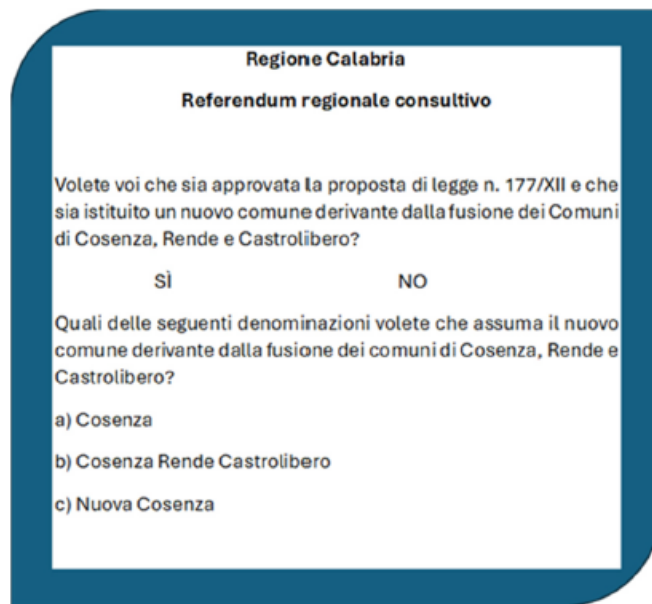 Regione Calabria
Referendum regionale consultivo
Volete voi che sia approvata la proposta di legge n. 177/XII e che
sia istituito un nuovo comune derivante dalla fusione dei Comuni
di Cosenza, Rende e Castrolibero?
SÌ NO
Quali delle seguenti denominazioni volete che assuma il nuovo
comune derivante dalla fusione dei comuni di Cosenza, Rende e
Castrolibero?
a) Cosenza
b) Cosenza Rende Castrolibero
c) Nuova Cosenza